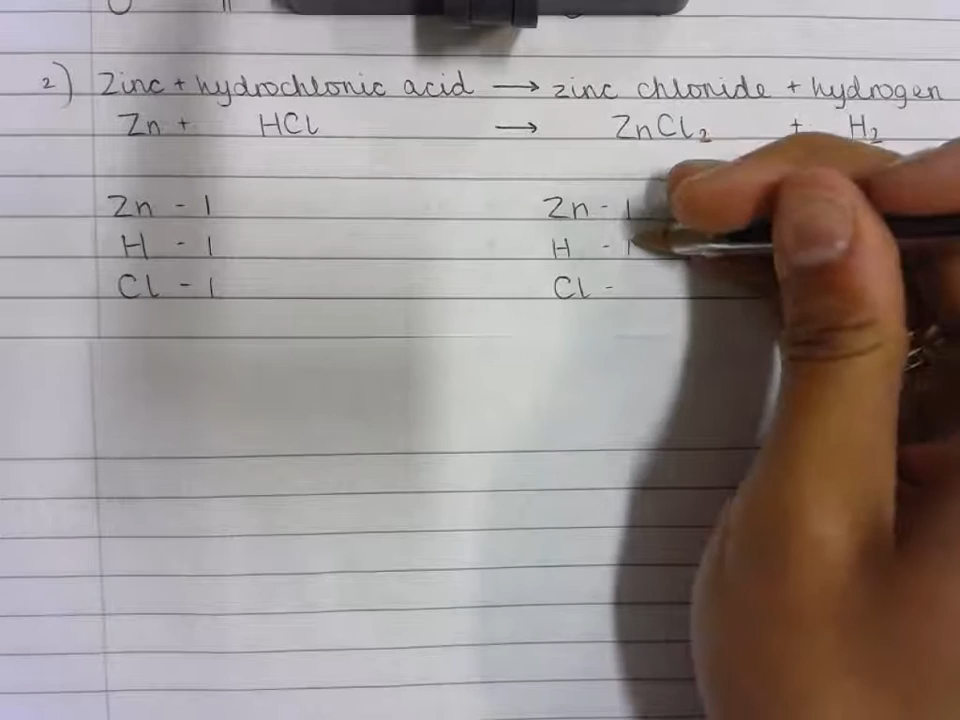 2) Zinc + hydrochloric acid → zinc chloride + hydrogen
Zn + HCl → ZnCl₂ + H₂
Zn - 1 Zn - 1
H - 1 H - 1
Cl - 1 Cl -